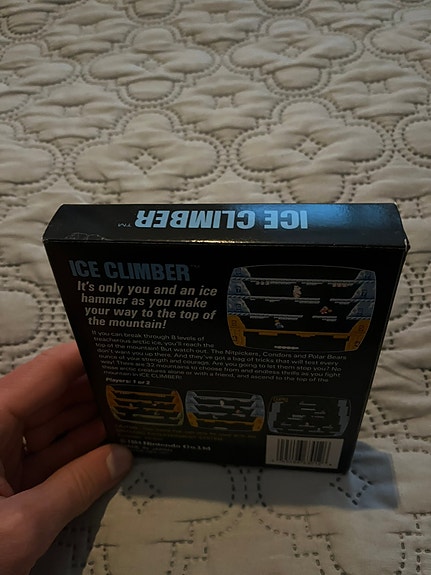 ICE CLIMBER™
ICE CLIMBER™
It's only you and an ice
hammer as you make
your way to the top of
the mountain!
If you can break through 8 levels of
treacherous arctic ice, you'll reach the
top of the mountain! But watch out. The Nitpickers, Condors and Polar Bears
don't want you up there. And they've got a bag of tricks that will test every
ounce of your strength and courage. Are you going to let them stop you? No
way! There are 32 mountains to choose from and endless thrills as you fight
these arctic creatures alone or with a friend, and ascend to the top of the
mountain in ICE CLIMBER!
Players: 1 or 2
Nintendo